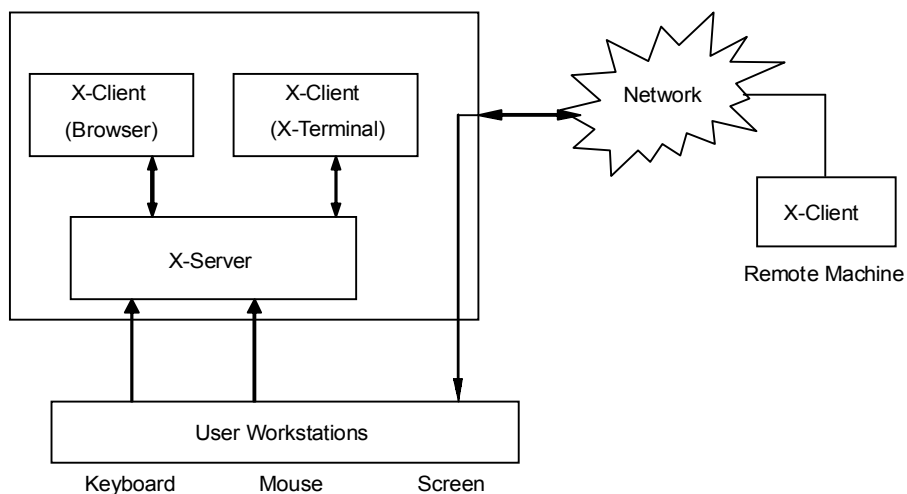 X-Client
(Browser)
X-Client
(X-Terminal)
Network
X-Server
X-Client
Remote Machine
User Workstations
Keyboard
Mouse
Screen